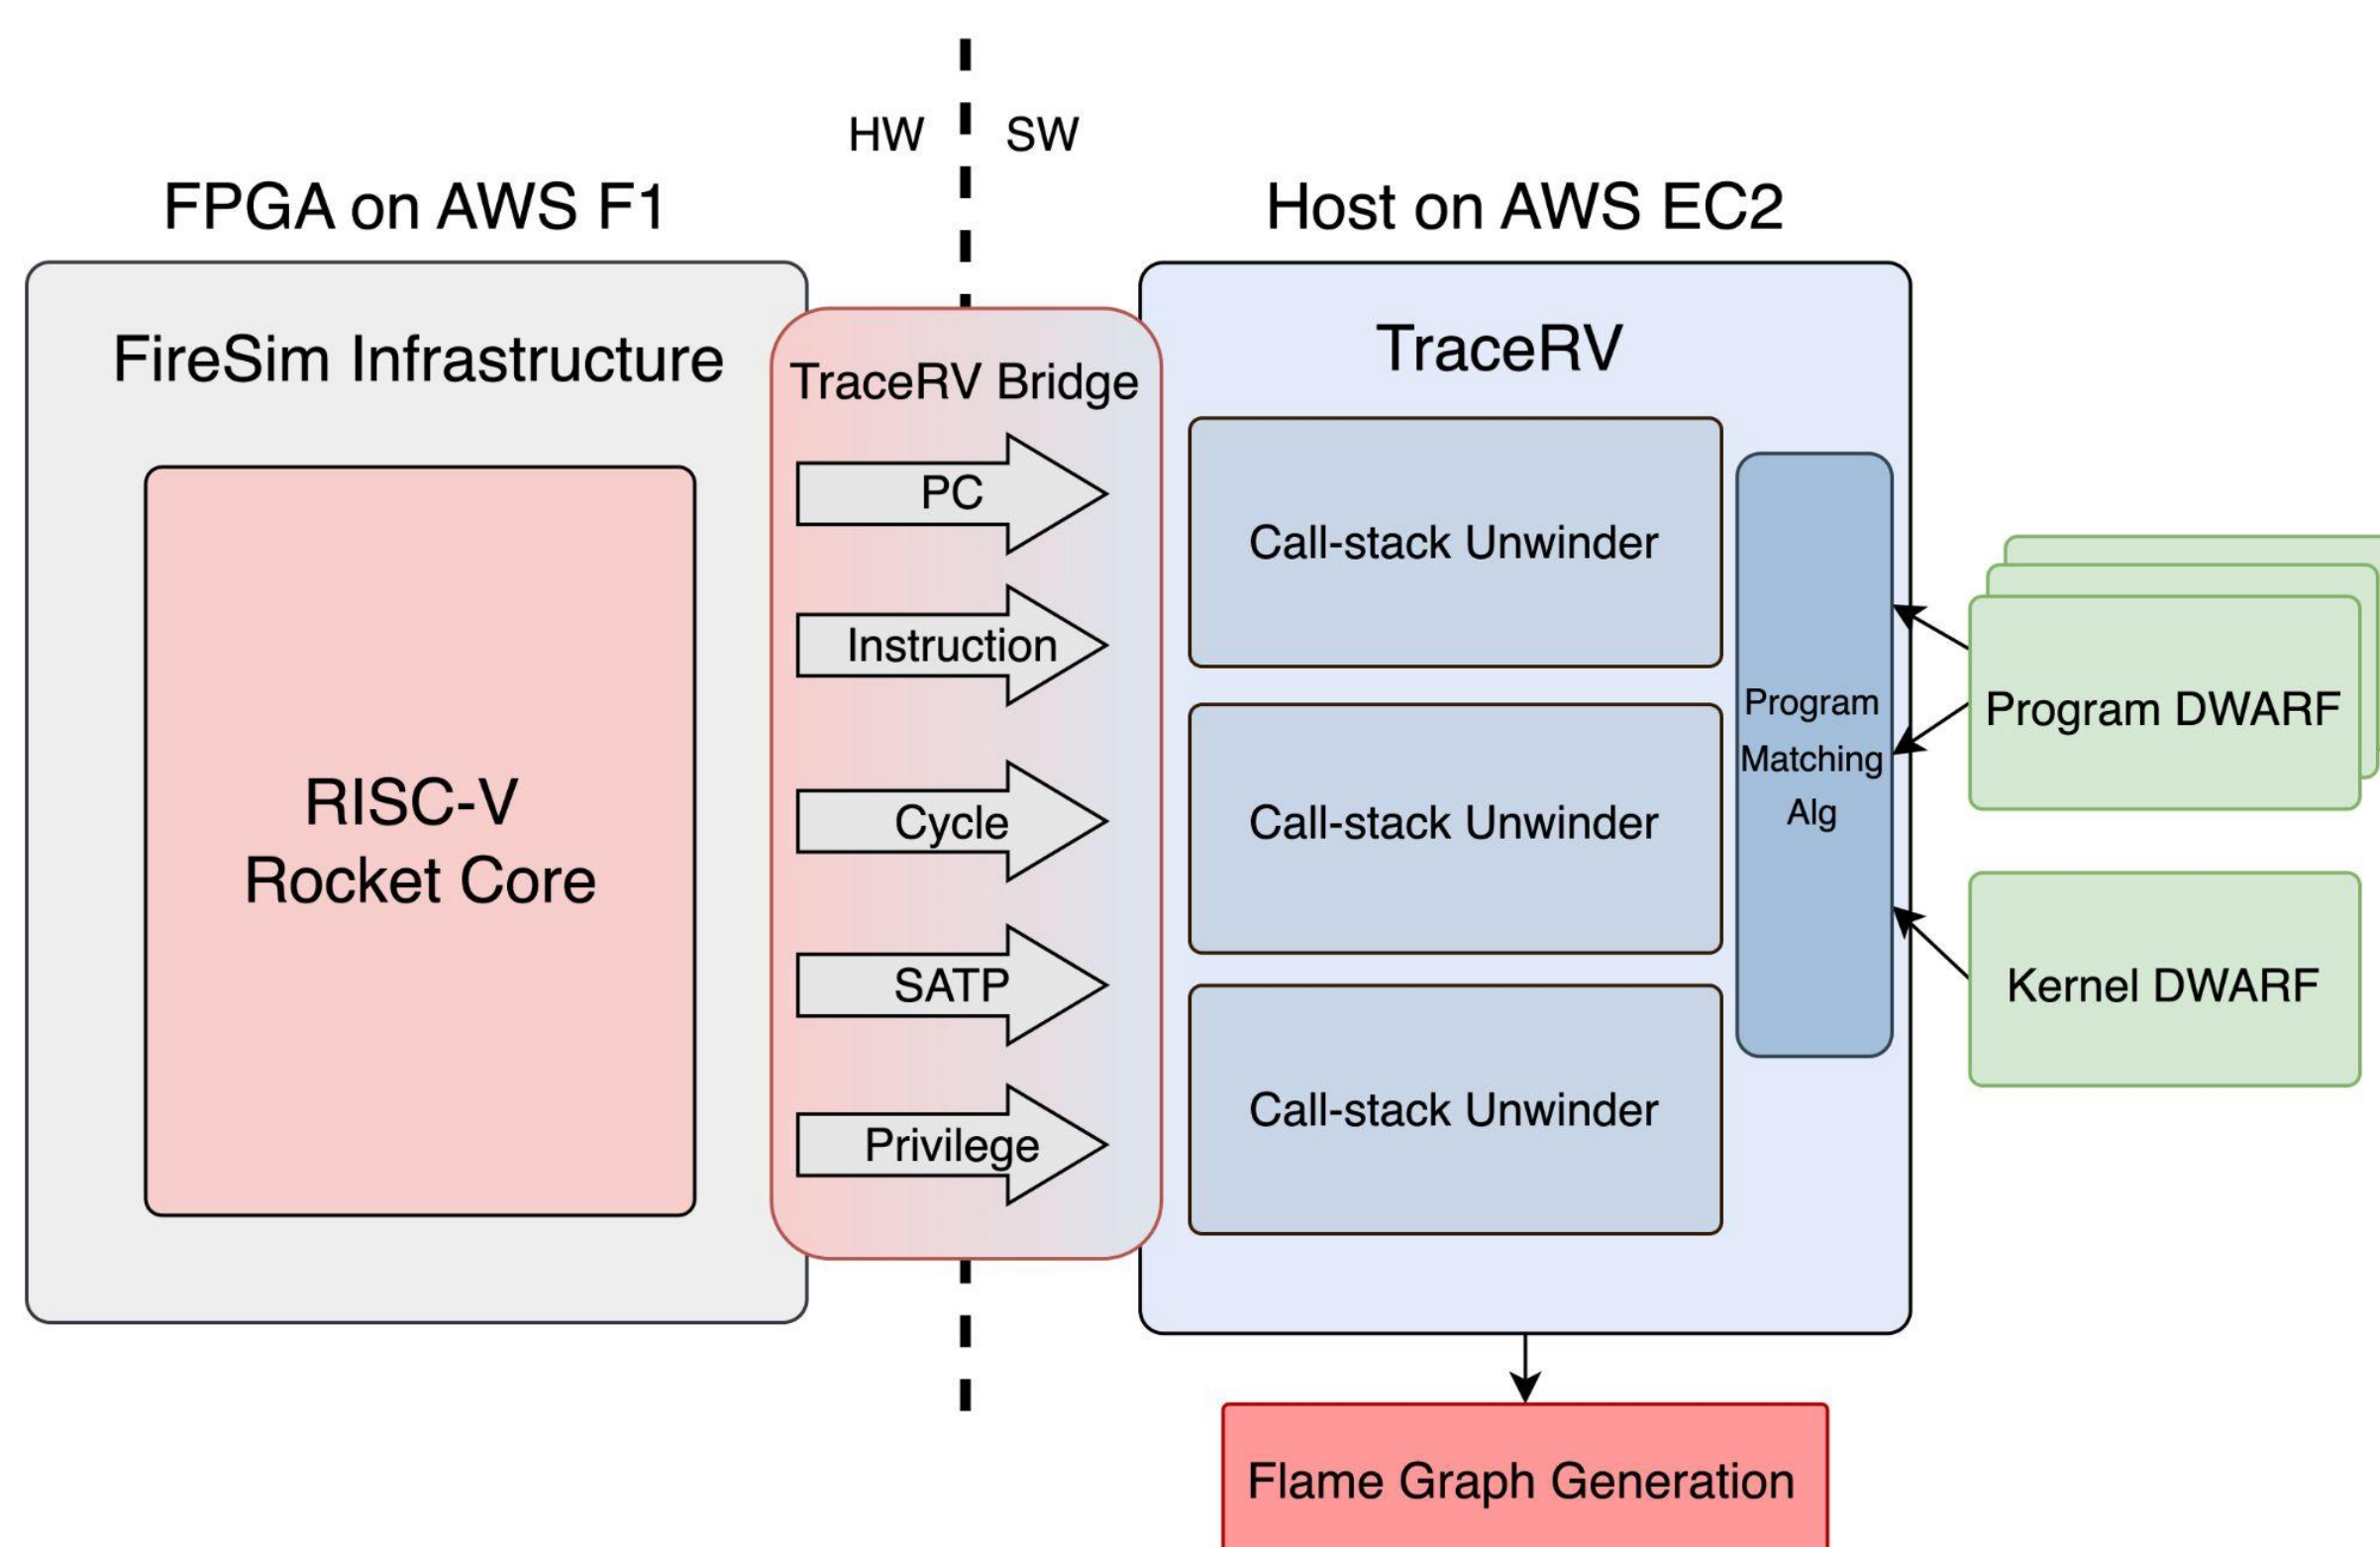 HW
SW
FPGA on AWS F1
Host on AWS EC2
FireSim Infrastructure
TraceRV Bridge
TraceRV
RISC-V
Rocket Core
PC
Instruction
Cycle
SATP
Privilege
Call-stack Unwinder
Call-stack Unwinder
Call-stack Unwinder
Program
Matching
Alg
Program DWARF
Kernel DWARF
Flame Graph Generation